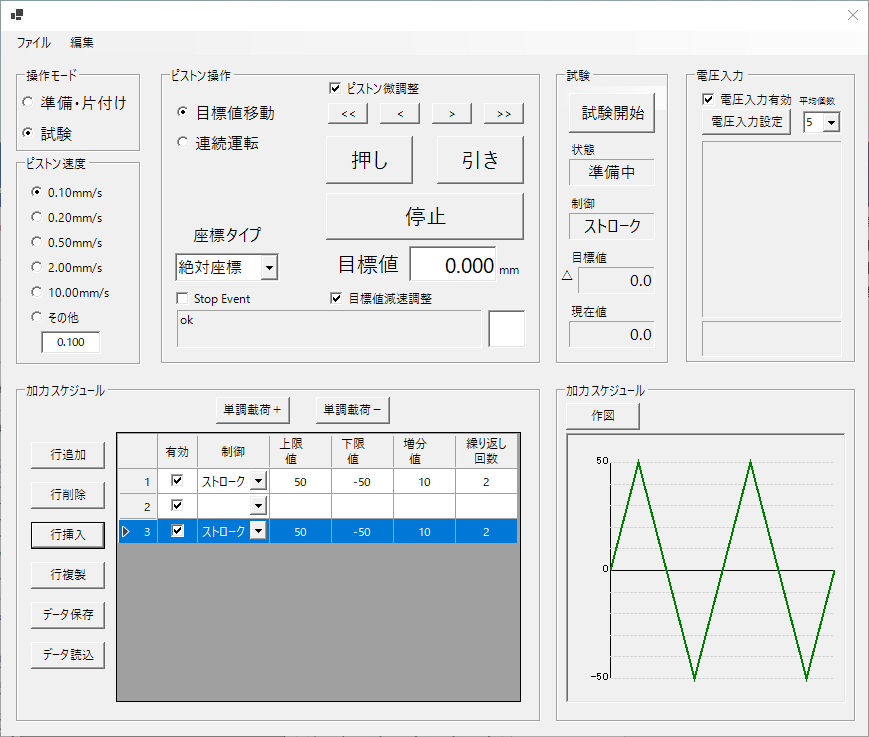 ファイル 編集
操作モード
準備・片付け
試験
ピストン速度
0.10mm/s
0.20mm/s
0.50mm/s
2.00mm/s
10.00mm/s
その他
0.100
ピストン操作
目標値移動
連続運転
ピストン微調整
<< < > >>
押し 引き
停止
座標タイプ
絶対座標
目標値 0.000 mm
Stop Event
目標値減速調整
ok
試験
試験開始
状態
準備中
制御
ストローク
目標値
△ 0.0
現在値
0.0
電圧入力
電圧入力有効 平均個数
電圧入力設定 5
加力スケジュール
単調載荷+ 単調載荷-
行追加
行削除
行挿入
行複製
データ保存
データ読込
有効 制御 上限値 下限値 増分値 繰り返し回数
1 ストローク 50 -50 10 2
2
3 ストローク 50 -50 10 2
加力スケジュール
作図
50
0
-50